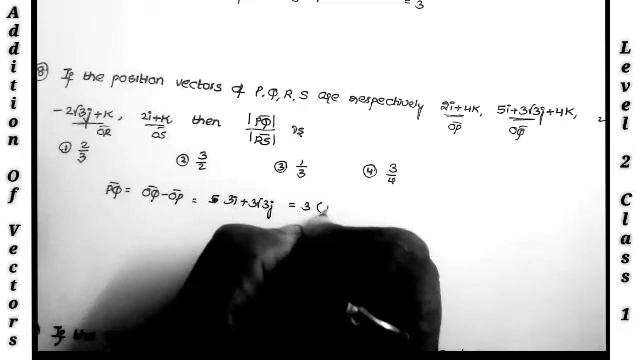 Addition Of Vectors
= 3
8. If the position vectors of P, Q, R, S are respectively 2i+4K, 5i+3√3j+4K,
OP OQ
-2√3j+K, 2i+K then |PQ| / |RS| is
OR OS
① 2/3 ② 3/2 ③ 1/3 ④ 3/4
PQ = OQ - OP = 3i+3√3j = 3 (
Level 2 Class 1